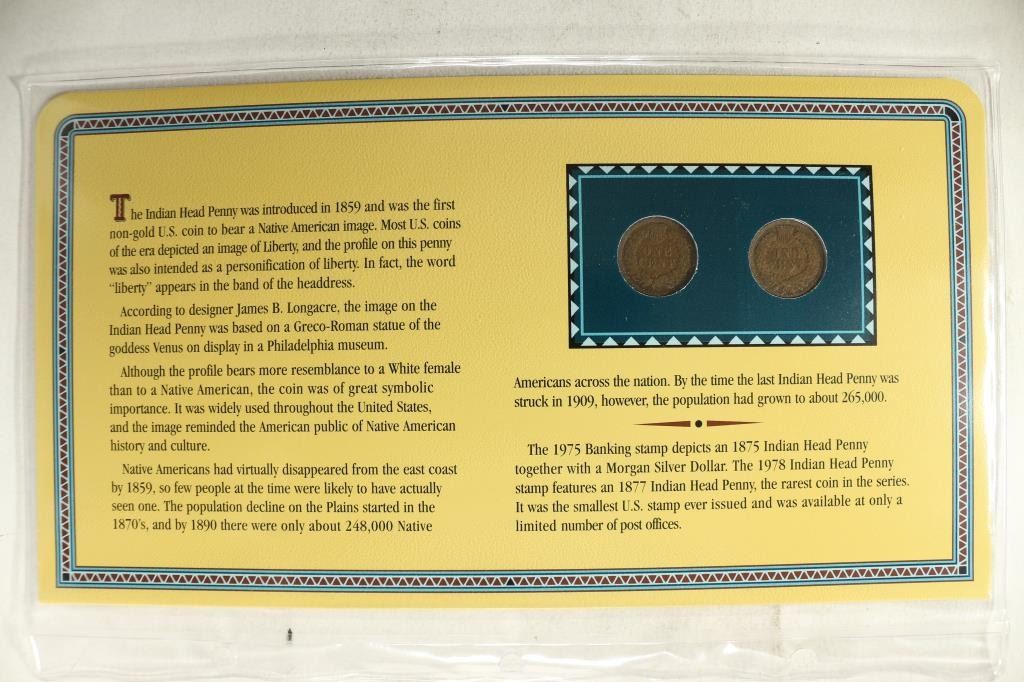 The Indian Head Penny was introduced in 1859 and was the first
non-gold U.S. coin to bear a Native American image. Most U.S. coins
of the era depicted an image of Liberty, and the profile on this penny
was also intended as a personification of liberty. In fact, the word
“liberty” appears in the band of the headdress.
According to designer James B. Longacre, the image on the
Indian Head Penny was based on a Greco-Roman statue of the
goddess Venus on display in a Philadelphia museum.
Although the profile bears more resemblance to a White female
than to a Native American, the coin was of great symbolic
importance. It was widely used throughout the United States,
and the image reminded the American public of Native American
history and culture.
Native Americans had virtually disappeared from the east coast
by 1859, so few people at the time were likely to have actually
seen one. The population decline on the Plains started in the
1870's, and by 1890 there were only about 248,000 Native
Americans across the nation. By the time the last Indian Head Penny was
struck in 1909, however, the population had grown to about 265,000.
The 1975 Banking stamp depicts an 1875 Indian Head Penny
together with a Morgan Silver Dollar. The 1978 Indian Head Penny
stamp features an 1877 Indian Head Penny, the rarest coin in the series.
It was the smallest U.S. stamp ever issued and was available at only a
limited number of post offices.